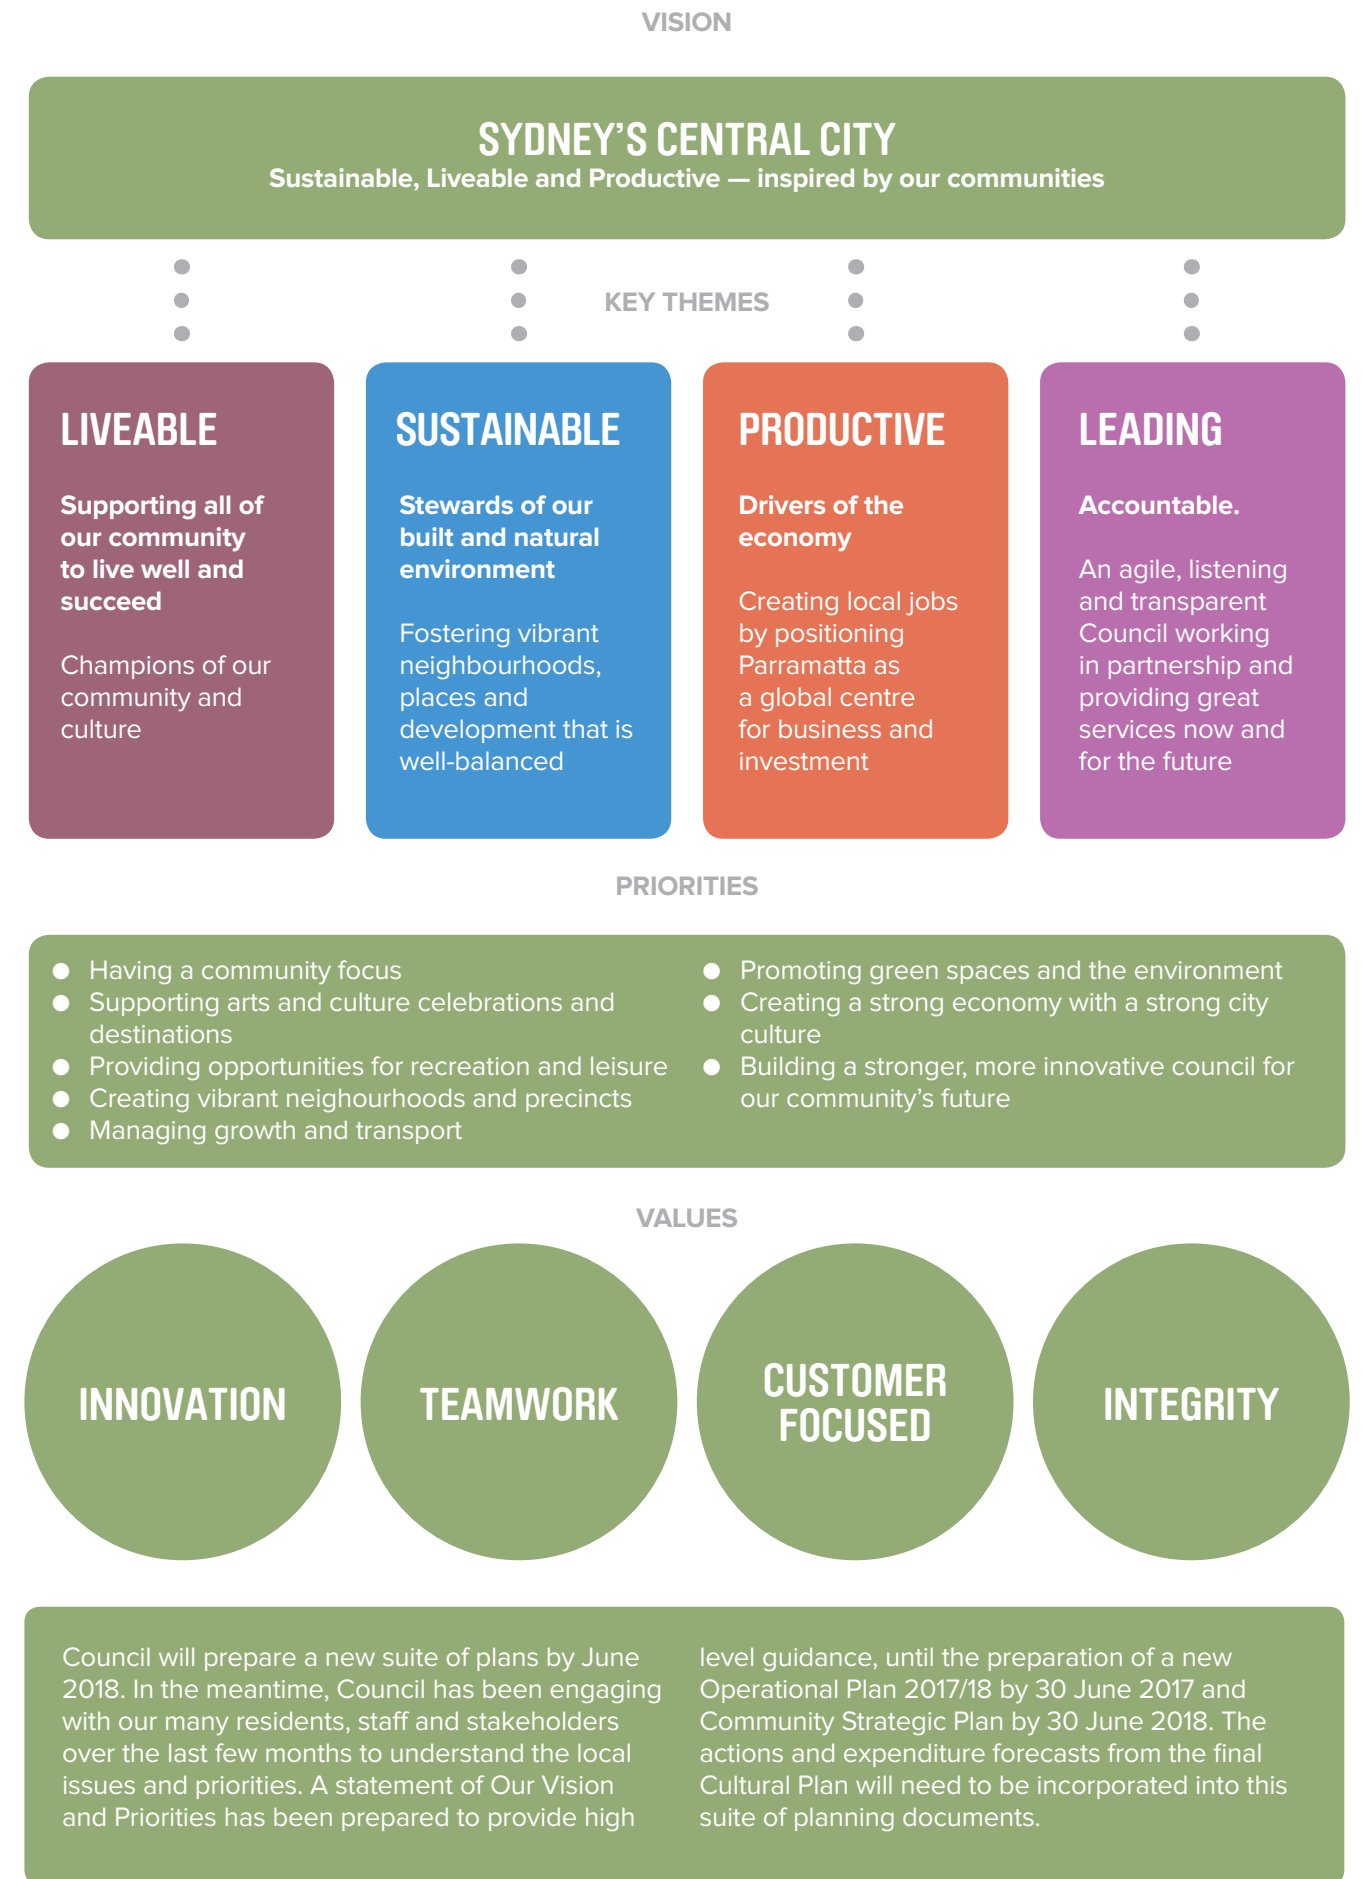 VISION
SYDNEY’S CENTRAL CITY
Sustainable, Liveable and Productive — inspired by our communities
KEY THEMES
LIVEABLE
Supporting all of
our community
to live well and
succeed
Champions of our
community and
culture
SUSTAINABLE
Stewards of our
built and natural
environment
Fostering vibrant
neighbourhoods,
places and
development that is
well-balanced
PRODUCTIVE
Drivers of the
economy
Creating local jobs
by positioning
Parramatta as
a global centre
for business and
investment
LEADING
Accountable.
An agile, listening
and transparent
Council working
in partnership and
providing great
services now and
for the future
PRIORITIES
● Having a community focus
● Supporting arts and culture celebrations and
destinations
● Providing opportunities for recreation and leisure
● Creating vibrant neighourhoods and precincts
● Managing growth and transport
● Promoting green spaces and the environment
● Creating a strong economy with a strong city
culture
● Building a stronger, more innovative council for
our community’s future
VALUES
INNOVATION
TEAMWORK
CUSTOMER
FOCUSED
INTEGRITY
Council will prepare a new suite of plans by June
2018. In the meantime, Council has been engaging
with our many residents, staff and stakeholders
over the last few months to understand the local
issues and priorities. A statement of Our Vision
and Priorities has been prepared to provide high
level guidance, until the preparation of a new
Operational Plan 2017/18 by 30 June 2017 and
Community Strategic Plan by 30 June 2018. The
actions and expenditure forecasts from the final
Cultural Plan will need to be incorporated into this
suite of planning documents.